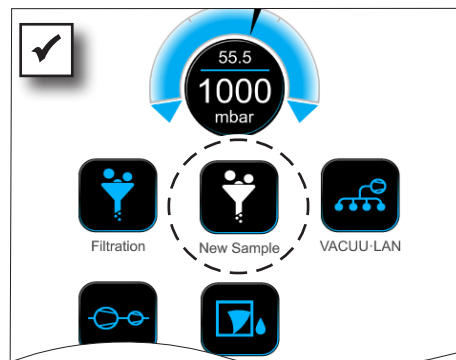 55.5
1000
mbar
Filtration
New Sample
VACUU·LAN